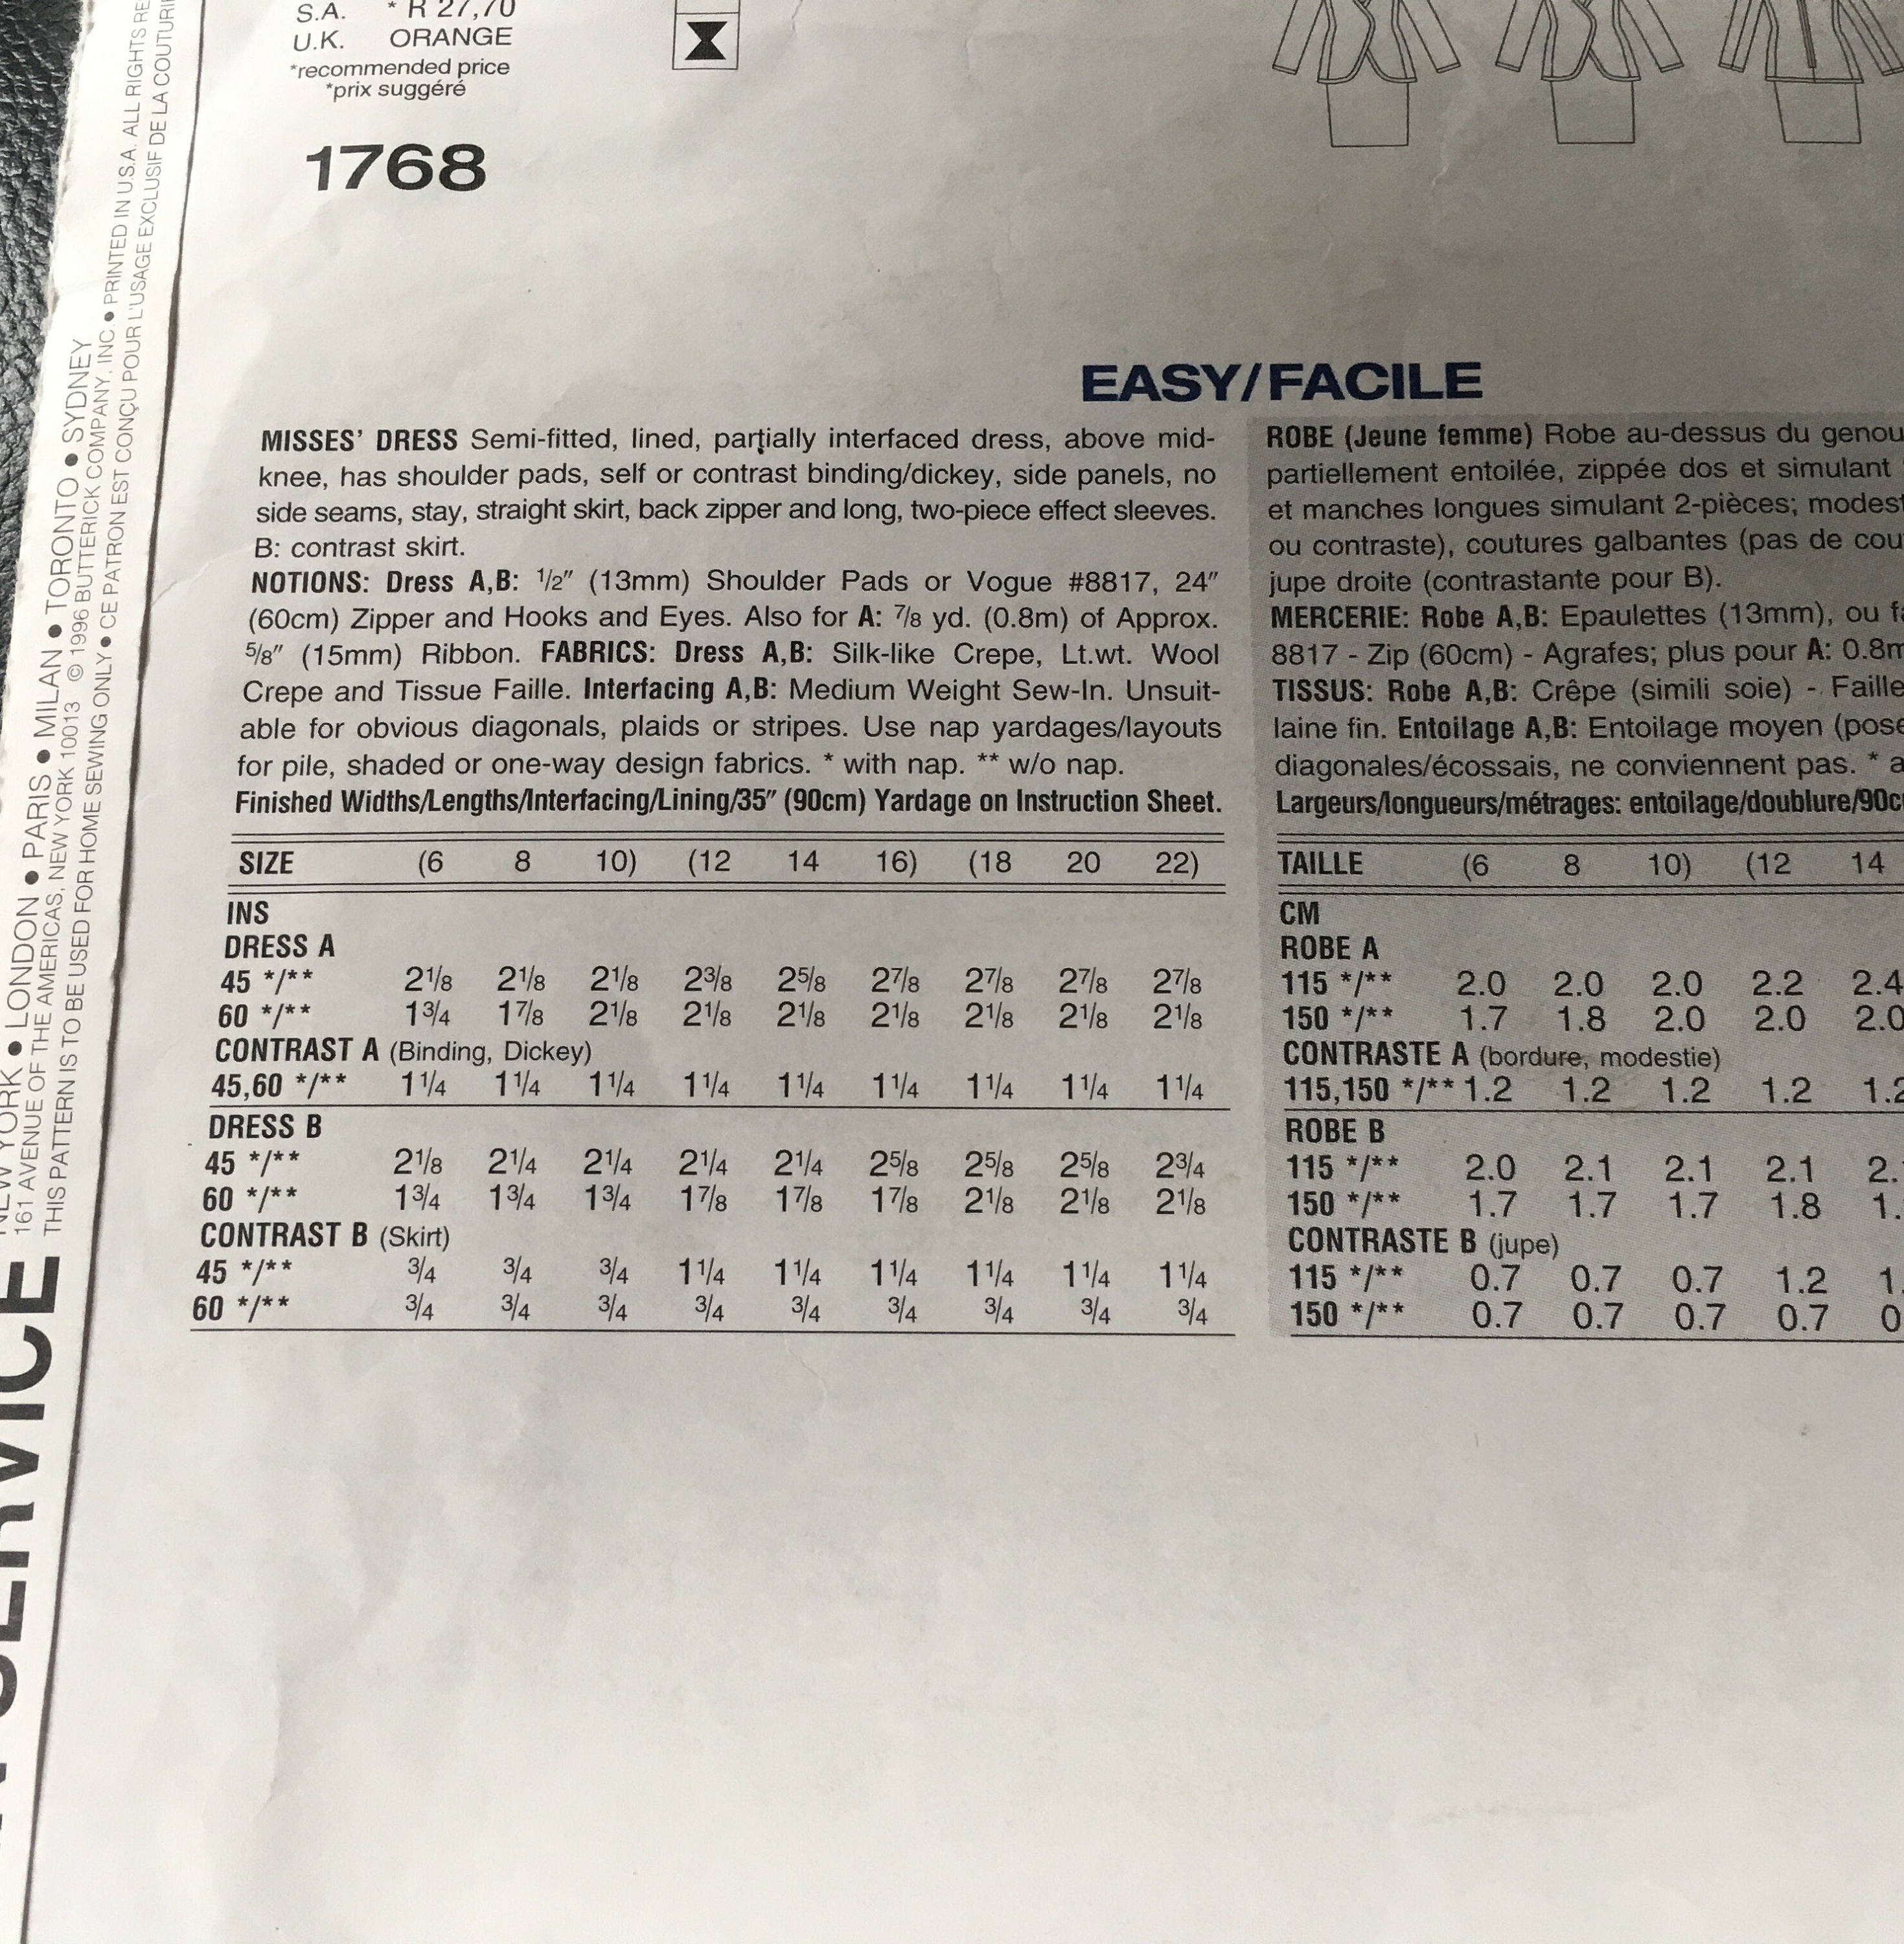 S.A. * R 27,70
U.K. ORANGE
*recommended price
*prix suggéré
1768
EASY/FACILE
MISSES' DRESS Semi-fitted, lined, partially interfaced dress, above mid-
knee, has shoulder pads, self or contrast binding/dickey, side panels, no
side seams, stay, straight skirt, back zipper and long, two-piece effect sleeves.
B: contrast skirt.
NOTIONS: Dress A,B: 1/2" (13mm) Shoulder Pads or Vogue #8817, 24"
(60cm) Zipper and Hooks and Eyes. Also for A: 7/8 yd. (0.8m) of Approx.
5/8" (15mm) Ribbon. FABRICS: Dress A,B: Silk-like Crepe, Lt.wt. Wool
Crepe and Tissue Faille. Interfacing A,B: Medium Weight Sew-In. Unsuit-
able for obvious diagonals, plaids or stripes. Use nap yardages/layouts
for pile, shaded or one-way design fabrics. * with nap. ** w/o nap.
Finished Widths/Lengths/Interfacing/Lining/35" (90cm) Yardage on Instruction Sheet.
SIZE (6 8 10) (12 14 16) (18 20 22)
INS
DRESS A
45 */** 2 1/8 2 1/8 2 1/8 2 3/8 2 5/8 2 7/8 2 7/8 2 7/8 2 7/8
60 */** 1 3/4 1 7/8 2 1/8 2 1/8 2 1/8 2 1/8 2 1/8 2 1/8 2 1/8
CONTRAST A (Binding, Dickey)
45,60 */** 1 1/4 1 1/4 1 1/4 1 1/4 1 1/4 1 1/4 1 1/4 1 1/4 1 1/4
DRESS B
45 */** 2 1/8 2 1/4 2 1/4 2 1/4 2 1/4 2 5/8 2 5/8 2 5/8 2 3/4
60 */** 1 3/4 1 3/4 1 3/4 1 7/8 1 7/8 1 7/8 2 1/8 2 1/8 2 1/8
CONTRAST B (Skirt)
45 */** 3/4 3/4 3/4 1 1/4 1 1/4 1 1/4 1 1/4 1 1/4 1 1/4
60 */** 3/4 3/4 3/4 3/4 3/4 3/4 3/4 3/4 3/4
ROBE (Jeune femme) Robe au-dessus du genou
partiellement entoilée, zippée dos et simulant
et manches longues simulant 2-pièces;
ou contraste), coutures galbantes (pas de
jupe droite (contrastante pour B).
MERCERIE: Robe A,B: Epaulettes (13mm), ou
8817 - Zip (60cm) - Agrafes; plus pour A: 0.8m
TISSUS: Robe A,B: Crêpe (simili soie) - Faille
laine fin. Entoilage A,B: Entoilage moyen
diagonales/écossais, ne conviennent pas. *
Largeurs/longueurs/métrages: entoilage/doublure/90c
TAILLE (6 8 10) (12 14
CM
ROBE A
115 */** 2.0 2.0 2.0 2.2 2.4
150 */** 1.7 1.8 2.0 2.0 2.0
CONTRASTE A (bordure, modestie)
115,150 */** 1.2 1.2 1.2 1.2 1.2
ROBE B
115 */** 2.0 2.1 2.1 2.1 2.
150 */** 1.7 1.7 1.7 1.8 1.
CONTRASTE B (jupe)
115 */** 0.7 0.7 0.7 1.2 1.
150 */** 0.7 0.7 0.7 0.7 0
NEW YORK • LONDON • PARIS • MILAN • TORONTO • SYDNEY
161 AVENUE OF THE AMERICAS, NEW YORK 10013 © 1996 BUTTERICK COMPANY, INC. • PRINTED IN U.S.A. ALL RIGHTS
THIS PATTERN IS TO BE USED FOR HOME SEWING ONLY • CE PATRON EST CONÇU POUR L'USAGE EXCLUSIF DE LA
SERVICE